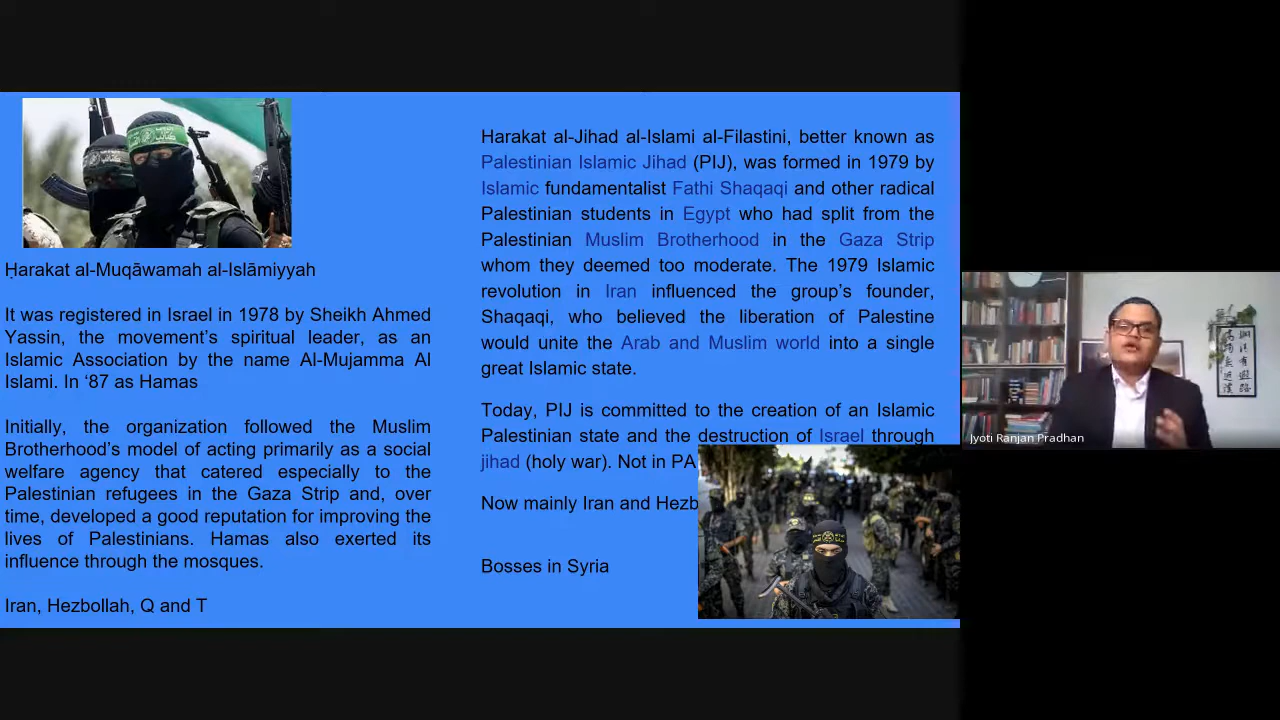 Ḥarakat al-Muqāwamah al-Islāmiyyah
It was registered in Israel in 1978 by Sheikh Ahmed
Yassin, the movement's spiritual leader, as an
Islamic Association by the name Al-Mujamma Al
Islami. In '87 as Hamas
Initially, the organization followed the Muslim
Brotherhood's model of acting primarily as a social
welfare agency that catered especially to the
Palestinian refugees in the Gaza Strip and, over
time, developed a good reputation for improving the
lives of Palestinians. Hamas also exerted its
influence through the mosques.
Iran, Hezbollah, Q and T
Harakat al-Jihad al-Islami al-Filastini, better known as
Palestinian Islamic Jihad (PIJ), was formed in 1979 by
Islamic fundamentalist Fathi Shaqaqi and other radical
Palestinian students in Egypt who had split from the
Palestinian Muslim Brotherhood in the Gaza Strip
whom they deemed too moderate. The 1979 Islamic
revolution in Iran influenced the group's founder,
Shaqaqi, who believed the liberation of Palestine
would unite the Arab and Muslim world into a single
great Islamic state.
Today, PIJ is committed to the creation of an Islamic
Palestinian state and the destruction of Israel through
jihad (holy war). Not in PA
Now mainly Iran and Hezb
Bosses in Syria
Jyoti Ranjan Pradhan